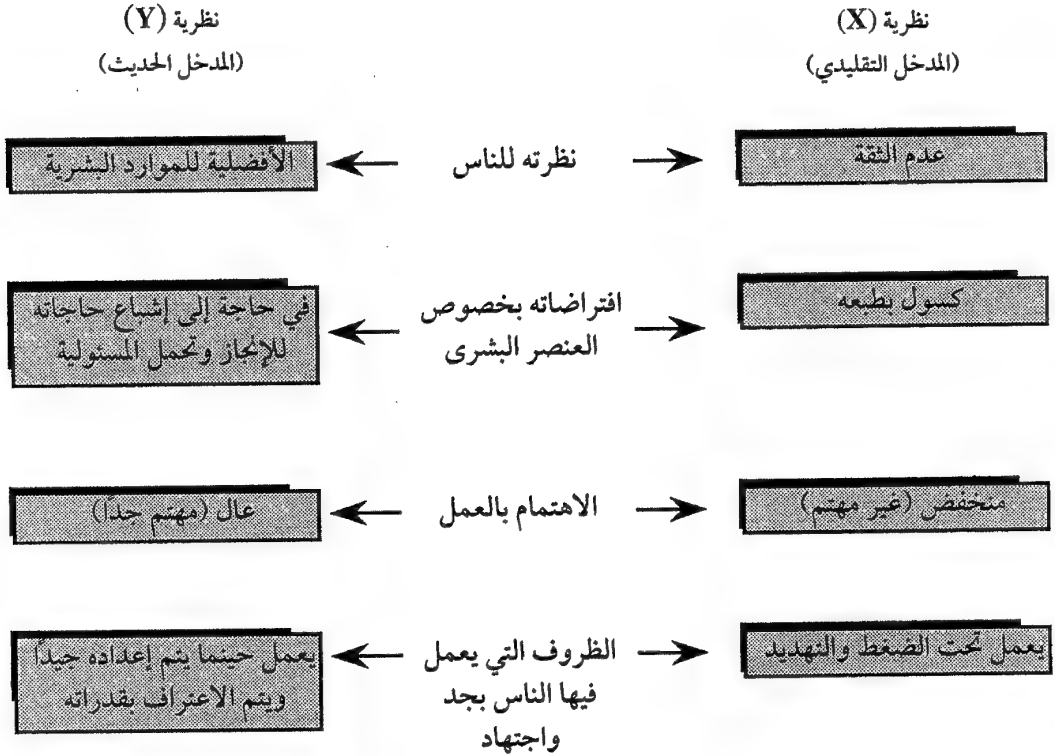 نظرية (X)
(المدخل التقليدي)
نظرية (Y)
(المدخل الحديث)
عدم الثقة
نظرته للناس
الأفضلية للموارد البشرية
كسول بطبعه
افتراضاته بخصوص
العنصر البشرى
في حاجة إلى إشباع حاجاته
للإنجاز وتحمل المسئولية
منخفض (غير مهتم)
الاهتمام بالعمل
عال (مهتم جدًا)
يعمل تحت الضغط والتهديد
الظروف التي يعمل
فيها الناس بجد
واجتهاد
يعمل حينما يتم إعداده جيدًا
ويتم الاعتراف بقدراته